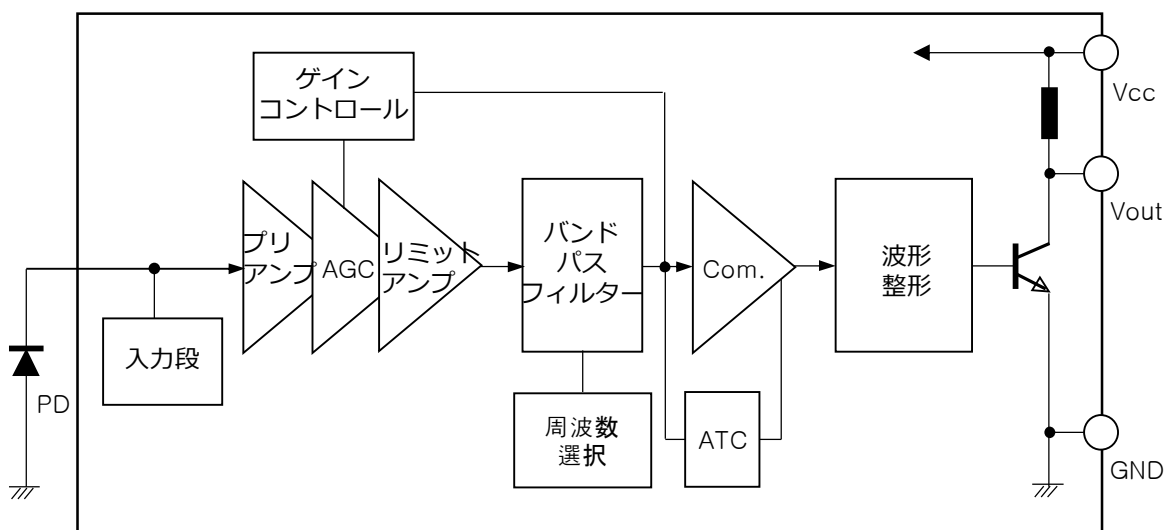 ゲイン
コントロール
Vcc
Vout
プリ
アンプ
AGC
リミット
アンプ
バンド
パス
フィルター
Com.
波形
整形
入力段
PD
周波数
選択
ATC
GND